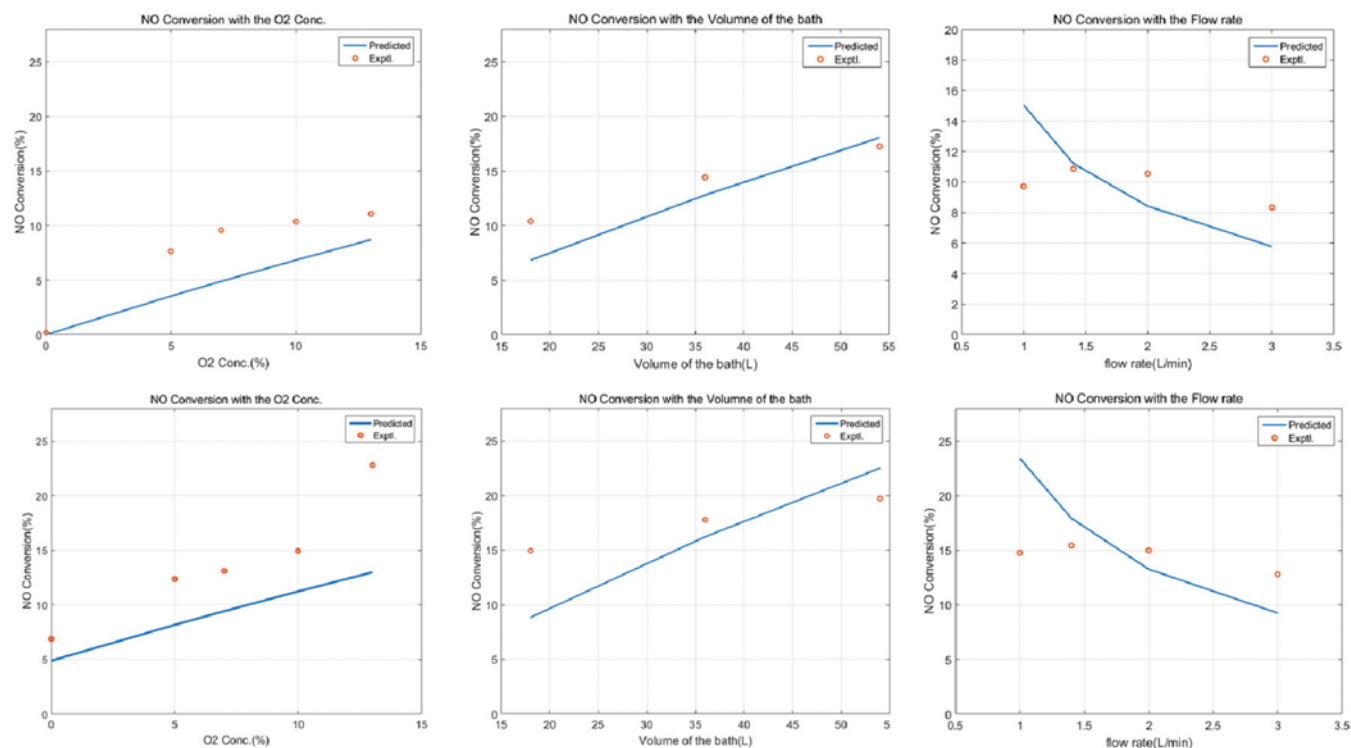 NO Conversion with the O2 Conc.
NO Conversion(%)
25
20
15
10
5
0
Predicted
Exptl.
0 5 10 15
O2 Conc.(%)
NO Conversion with the Volumne of the bath
NO Conversion(%)
25
20
15
10
5
0
Predicted
Exptl.
15 20 25 30 35 40 45 50 55
Volume of the bath(L)
NO Conversion with the Flow rate
NO Conversion(%)
20
18
16
14
12
10
8
6
4
2
0
Predicted
Exptl.
0.5 1 1.5 2 2.5 3 3.5
flow rate(L/min)
NO Conversion with the O2 Conc.
NO Conversion(%)
25
20
15
10
5
0
Predicted
Exptl.
0 5 10 15
O2 Conc.(%)
NO Conversion with the Volumne of the bath
NO Conversion(%)
25
20
15
10
5
0
Predicted
Exptl.
15 20 25 30 35 40 45 50 5
Volume of the bath(L)
NO Conversion with the Flow rate
NO Conversion(%)
25
20
15
10
5
0
Predicted
Exptl.
0.5 1 1.5 2 2.5 3 3.5
flow rate(L/min)